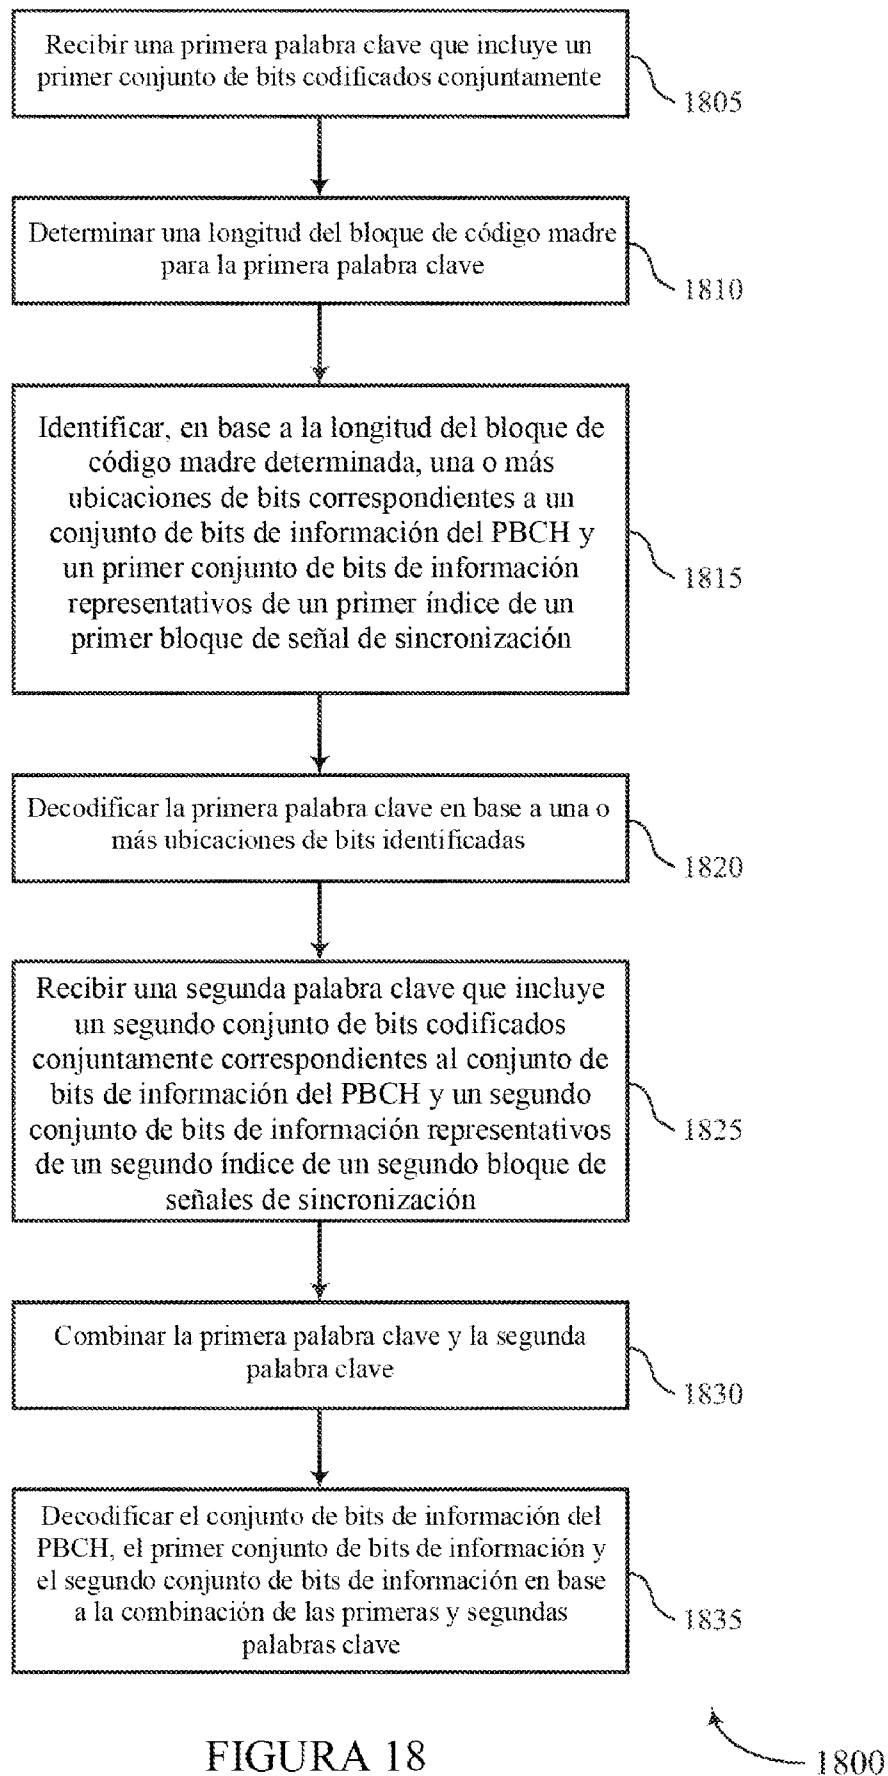 Recibir una primera palabra clave que incluye un
primer conjunto de bits codificados conjuntamente
1805
Determinar una longitud del bloque de código madre
para la primera palabra clave
1810
Identificar, en base a la longitud del bloque de
código madre determinada, una o más
ubicaciones de bits correspondientes a un
conjunto de bits de información del PBCH y
un primer conjunto de bits de información
representativos de un primer índice de un
primer bloque de señal de sincronización
1815
Decodificar la primera palabra clave en base a una o
más ubicaciones de bits identificadas
1820
Recibir una segunda palabra clave que incluye
un segundo conjunto de bits codificados
conjuntamente correspondientes al conjunto de
bits de información del PBCH y un segundo
conjunto de bits de información representativos
de un segundo índice de un segundo bloque de
señales de sincronización
1825
Combinar la primera palabra clave y la segunda
palabra clave
1830
Decodificar el conjunto de bits de información del
PBCH, el primer conjunto de bits de información y
el segundo conjunto de bits de información en base
a la combinación de las primeras y segundas
palabras clave
1835
FIGURA 18
1800